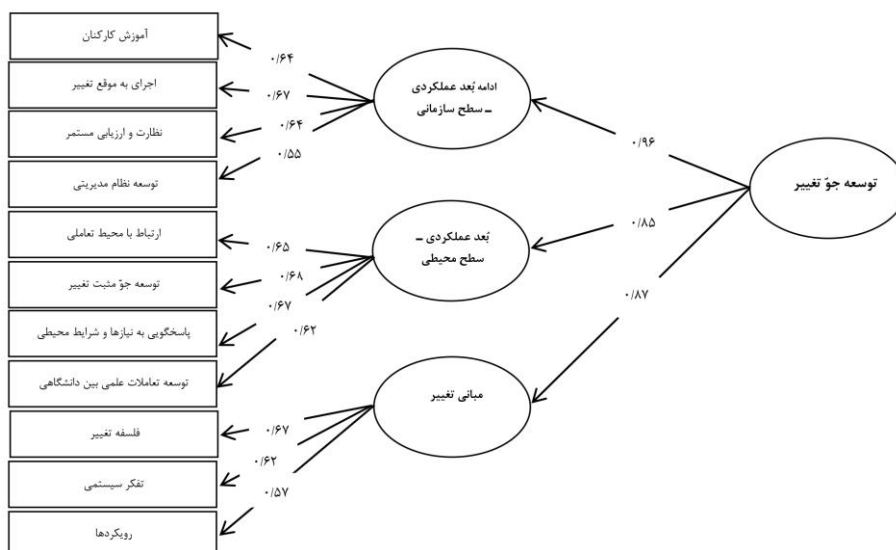 توسعه جوّ تغییر
۰/۹۶
۰/۸۵
۰/۸۷
ادامه بُعد عملکردی
ـ سطح سازمانی
۰/۶۴
۰/۶۷
۰/۶۴
۰/۵۵
آموزش کارکنان
اجرای به موقع تغییر
نظارت و ارزیابی مستمر
توسعه نظام مدیریتی
بُعد عملکردی ـ
سطح محیطی
۰/۶۵
۰/۶۸
۰/۶۷
۰/۶۲
ارتباط با محیط تعاملی
توسعه جوّ مثبت تغییر
پاسخگویی به نیازها و شرایط محیطی
توسعه تعاملات علمی بین دانشگاهی
مبانی تغییر
۰/۶۷
۰/۶۲
۰/۵۷
فلسفه تغییر
تفکر سیستمی
رویکردها